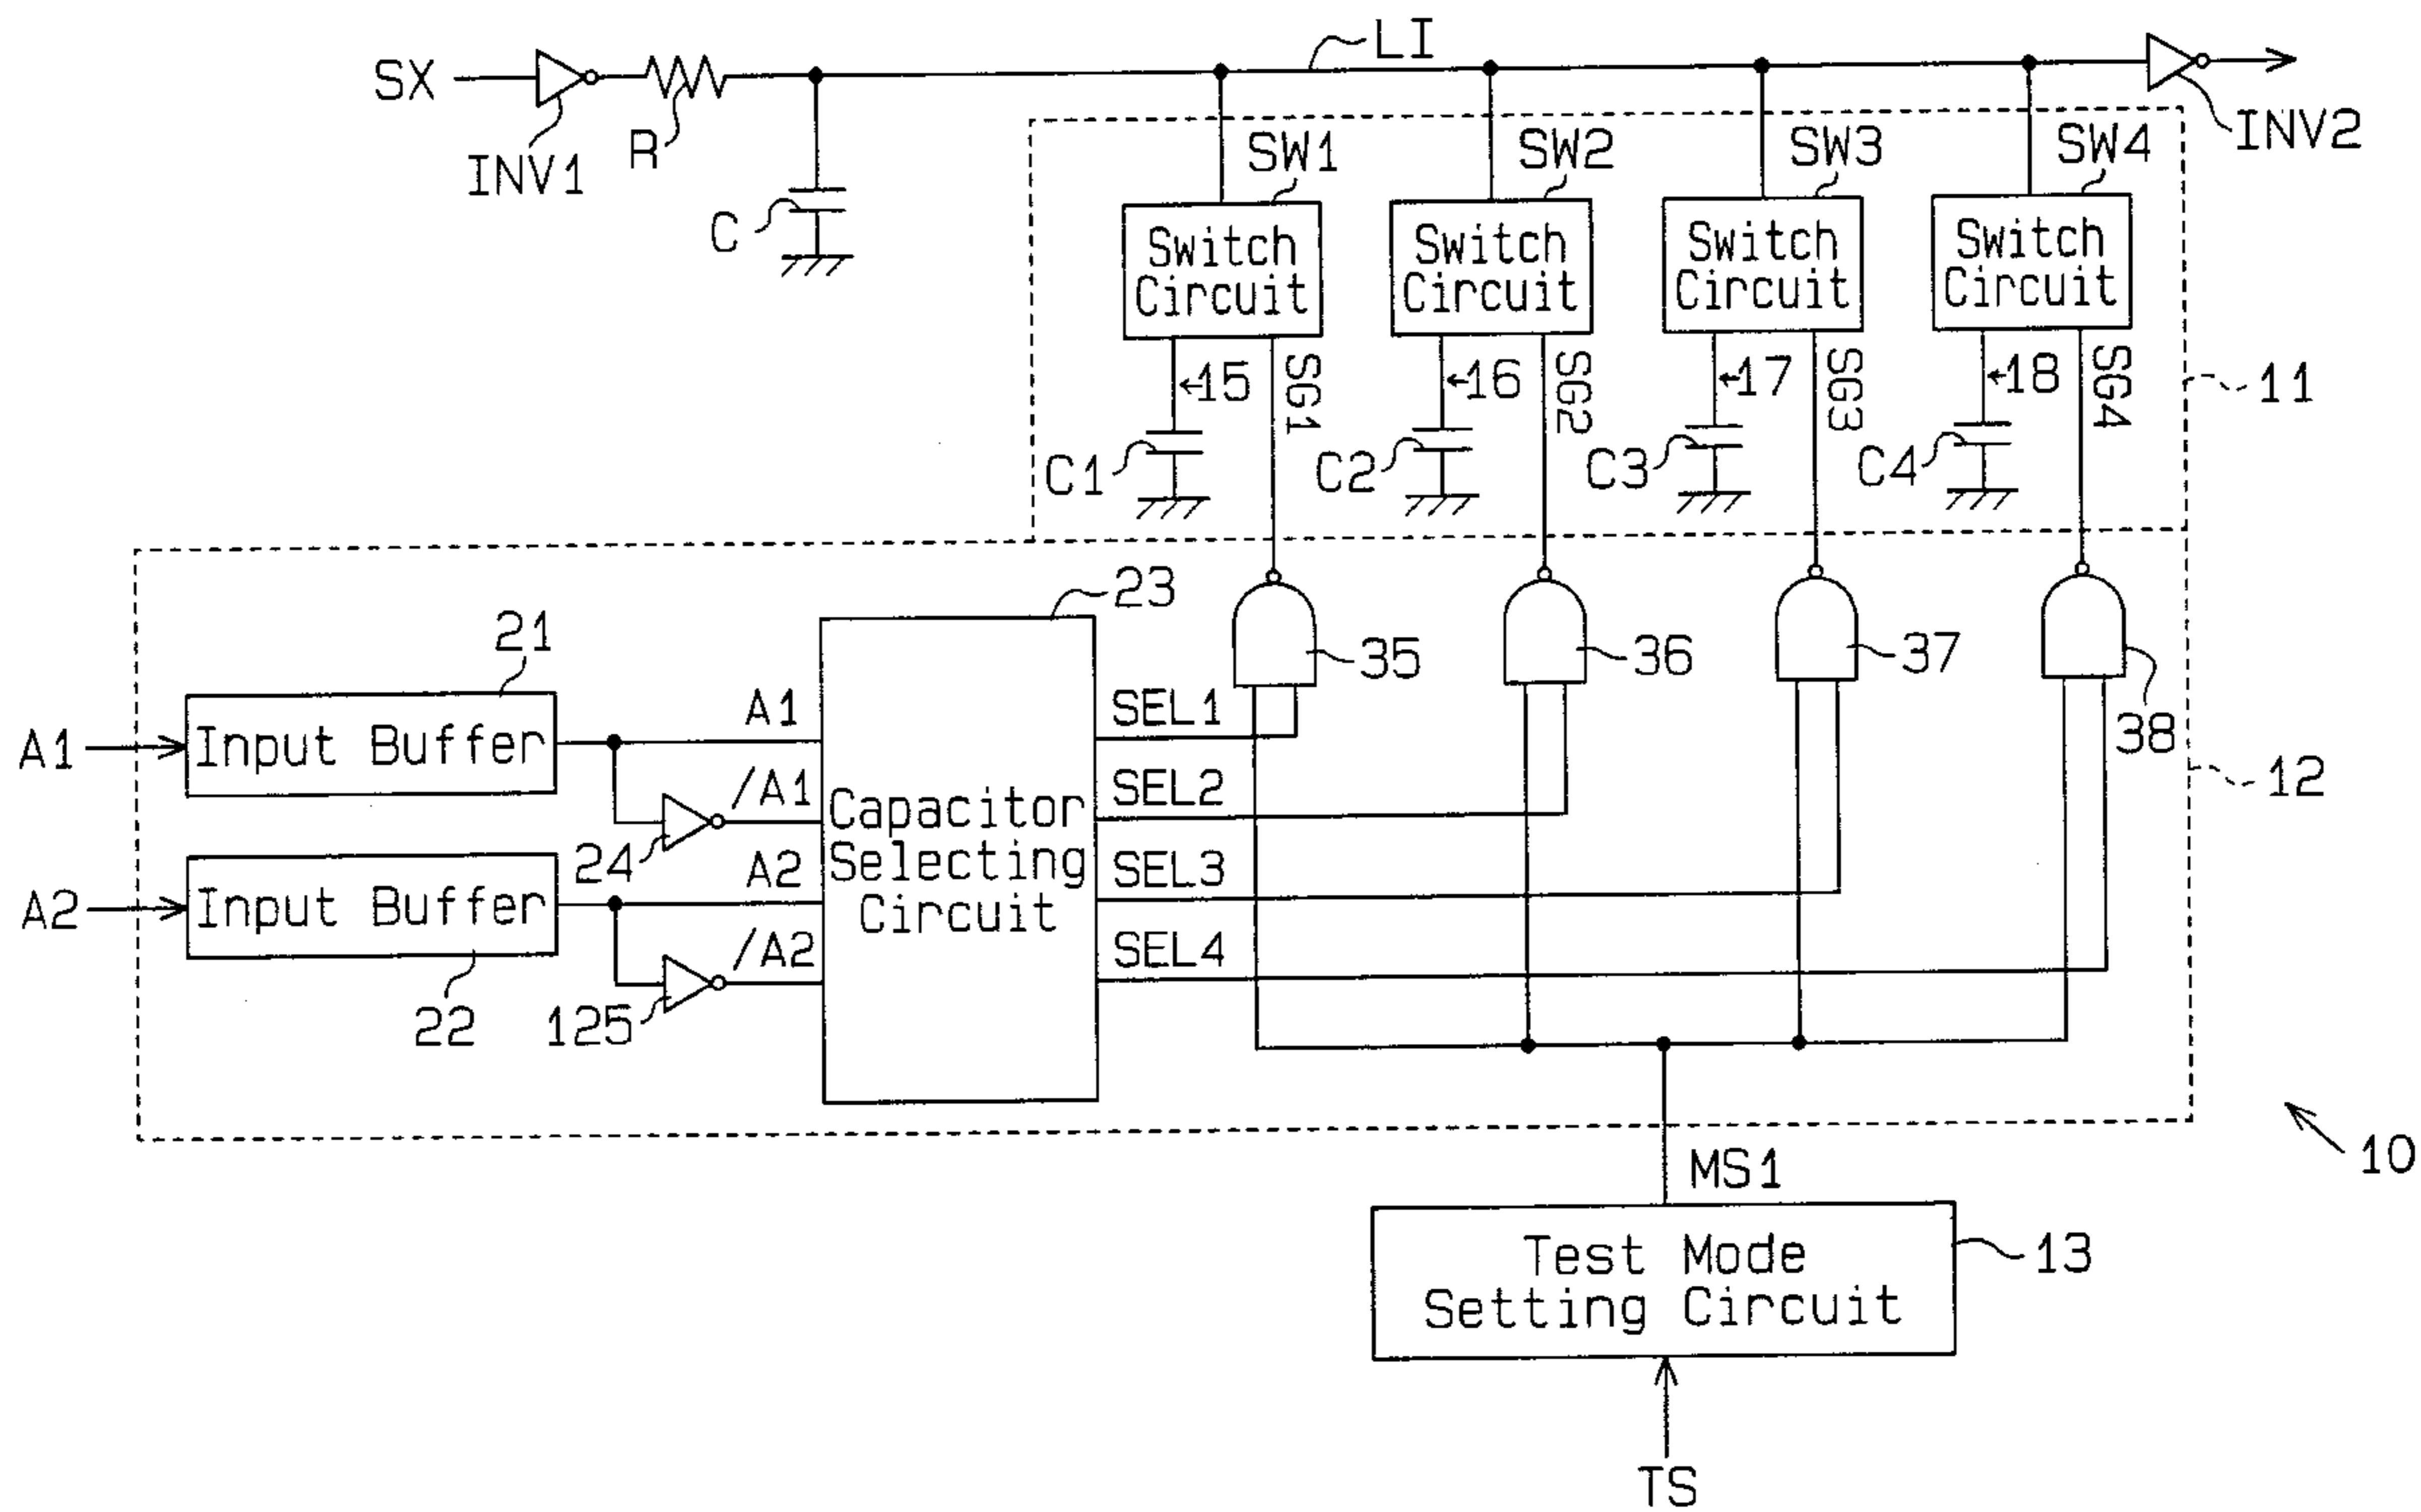 LI
SX
INV1
R
C
INV2
SW1
SW2
SW3
SW4
Switch
Circuit
Switch
Circuit
Switch
Circuit
Switch
Circuit
15
SG1
16
SG2
17
SG3
18
SG4
11
C1
C2
C3
C4
23
35
36
37
38
12
21
A1
Input Buffer
A1
/A1
24
A2
Input Buffer
A2
/A2
22
125
Capacitor
Selecting
Circuit
SEL1
SEL2
SEL3
SEL4
10
MS1
Test Mode
Setting Circuit
13
TS